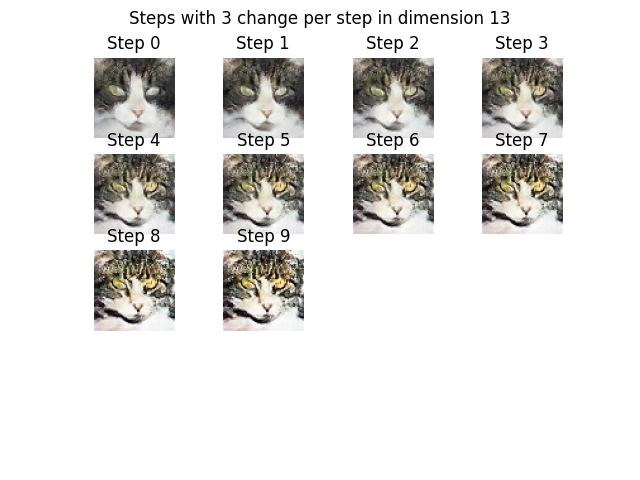 Steps with 3 change per step in dimension 13
Step 0 Step 1 Step 2 Step 3
Step 4 Step 5 Step 6 Step 7
Step 8 Step 9